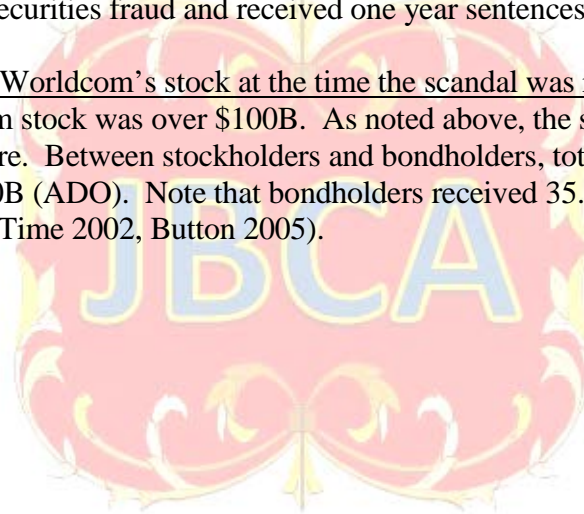 securities fraud and received one year sentences
Worldcom's stock at the time the scandal was
m stock was over $100B. As noted above, the s
re. Between stockholders and bondholders, tot
0B (ADO). Note that bondholders received 35.
Time 2002, Button 2005).
JBCA